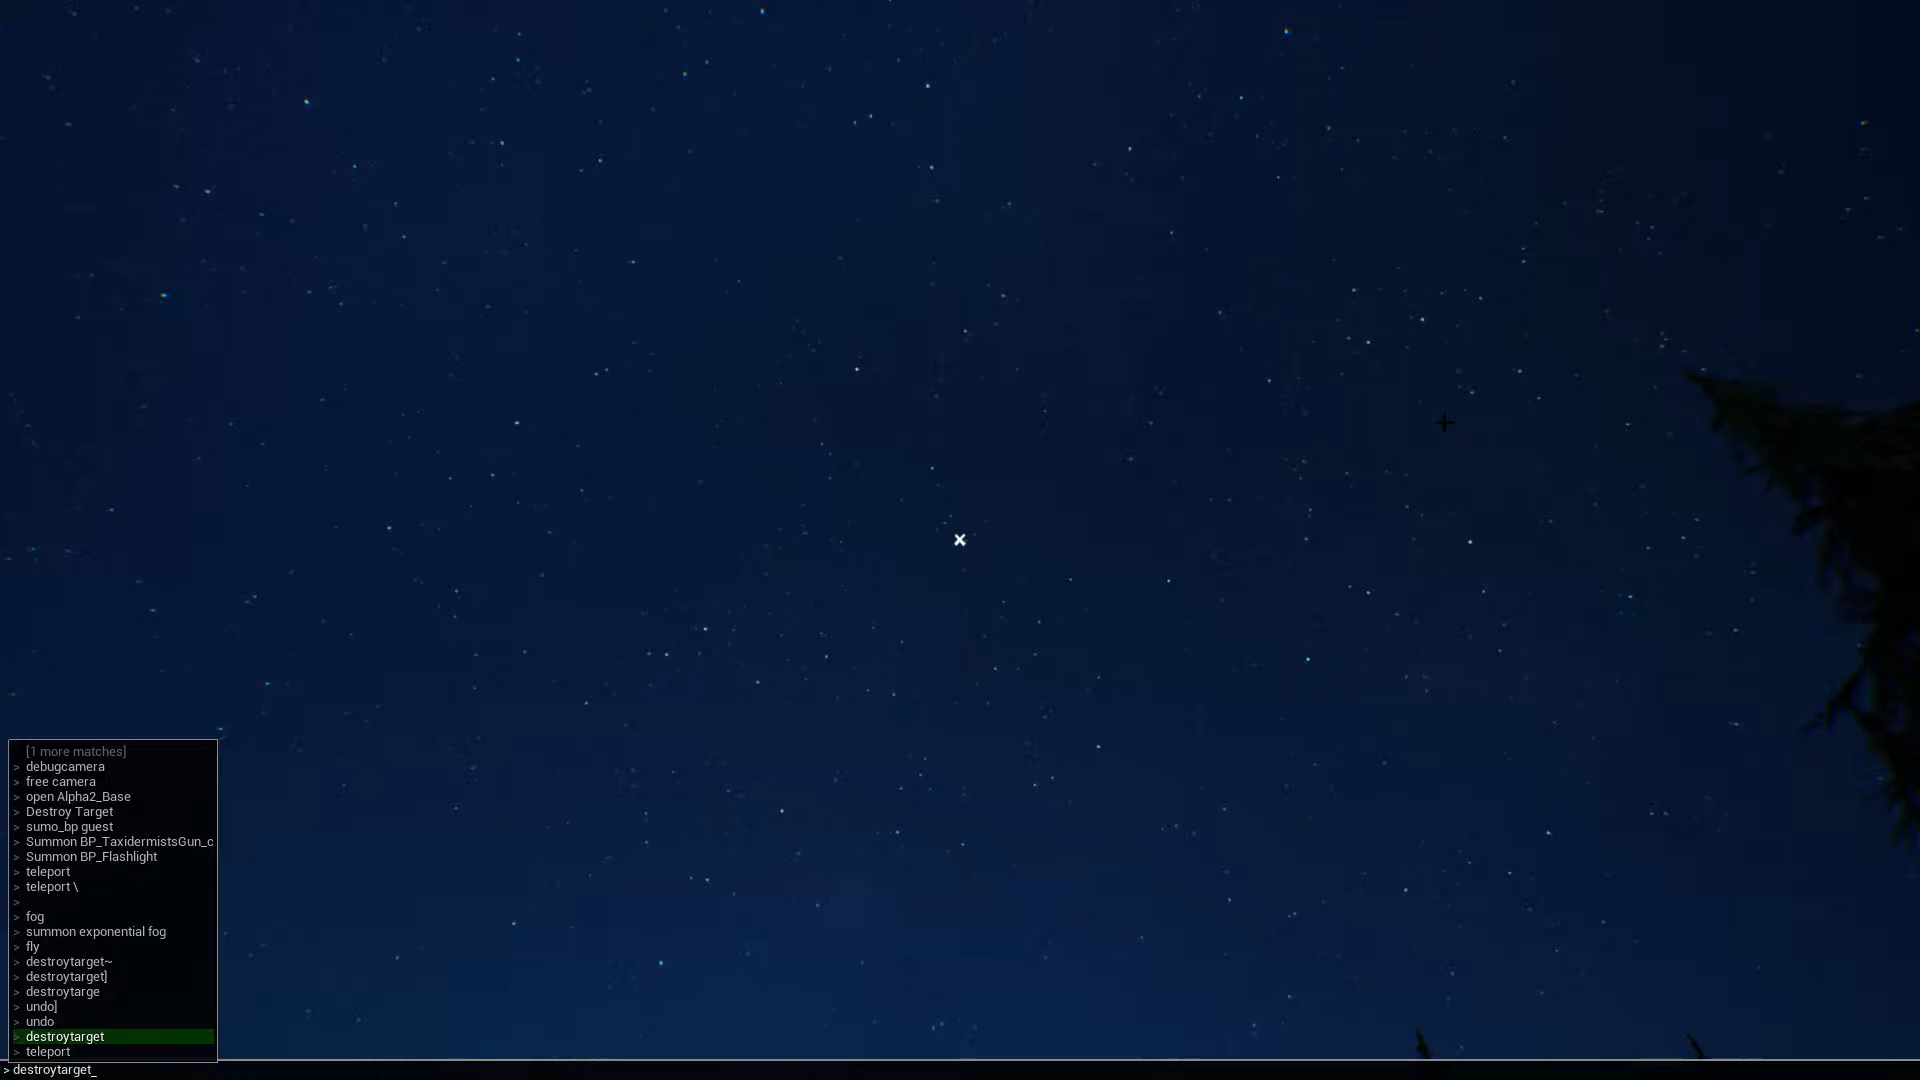 [1 more matches]
> debugcamera
> free camera
> open Alpha2_Base
> Destroy Target
> sumo_bp guest
> Summon BP_TaxidermistsGun_c
> Summon BP_Flashlight
> teleport
> teleport \
>
> fog
> summon exponential fog
> fly
> destroytarget~
> destroytarget]
> destroytarge
> undo]
> undo
> destroytarget
> teleport
> destroytarget_